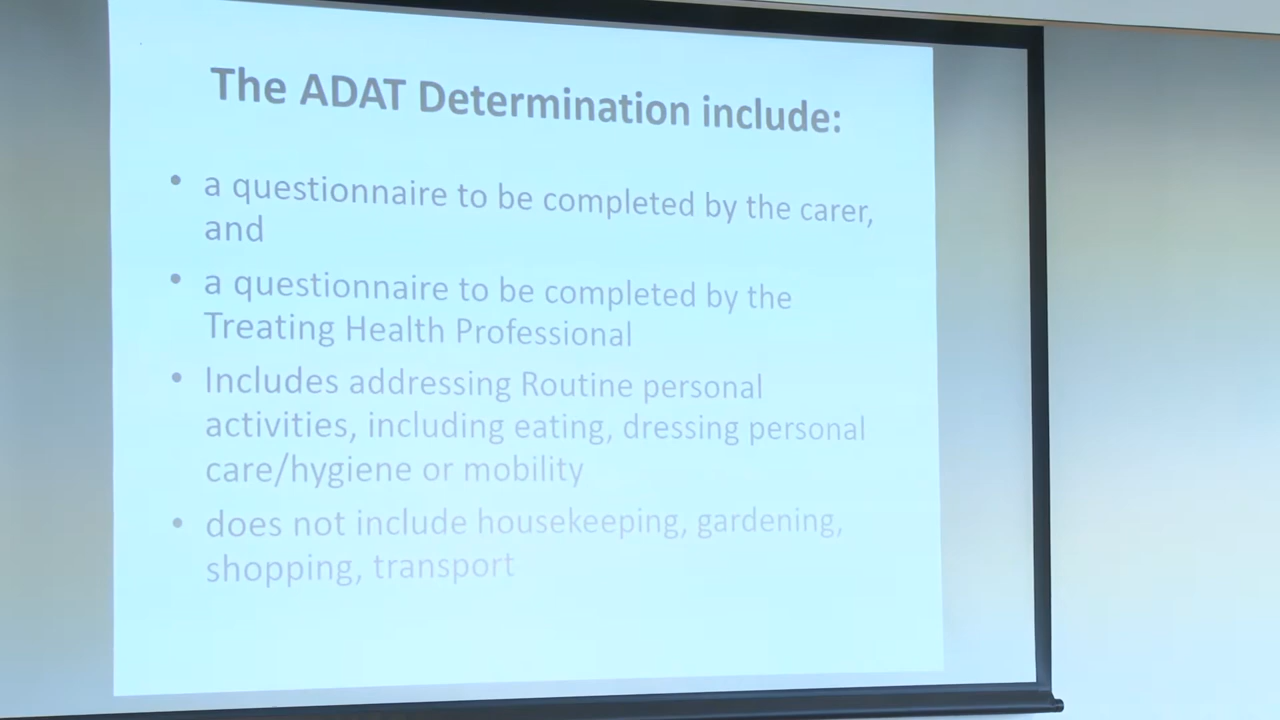 The ADAT Determination include:
• a questionnaire to be completed by the carer,
and
• a questionnaire to be completed by the
Treating Health Professional
• Includes addressing Routine personal
activities, including eating, dressing personal
care/hygiene or mobility
• does not include housekeeping, gardening,
shopping, transport